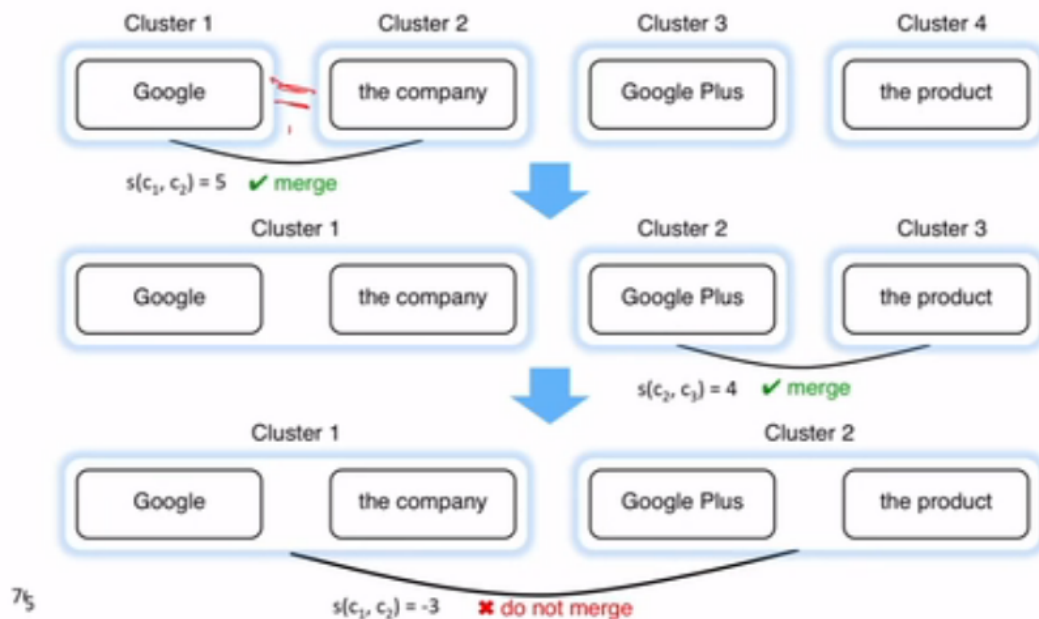 Cluster 1 Cluster 2 Cluster 3 Cluster 4
Google the company Google Plus the product
s(c₁, c₂) = 5 ✔ merge
Cluster 1 Cluster 2 Cluster 3
Google the company Google Plus the product
s(c₂, c₃) = 4 ✔ merge
Cluster 1 Cluster 2
Google the company Google Plus the product
s(c₁, c₂) = -3 ✖ do not merge